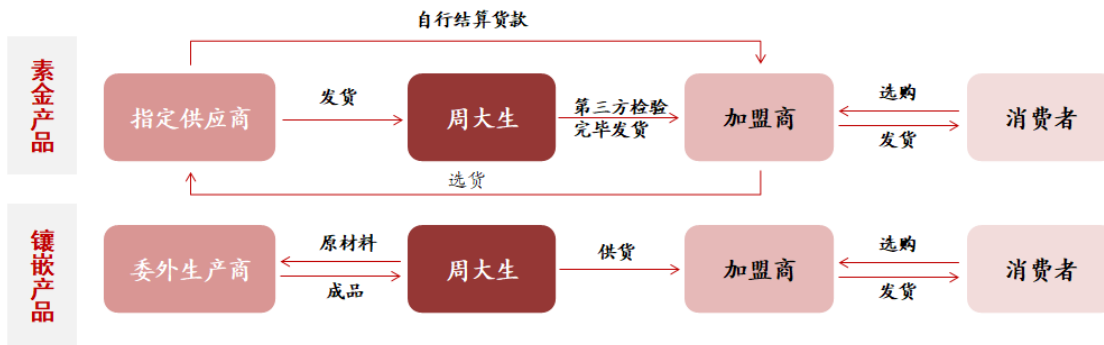 自行结算货款
素金产品
指定供应商
发货
周大生
第三方检验
完毕发货
加盟商
选购
发货
消费者
选货
镶嵌产品
委外生产商
原材料
成品
周大生
供货
加盟商
选购
发货
消费者